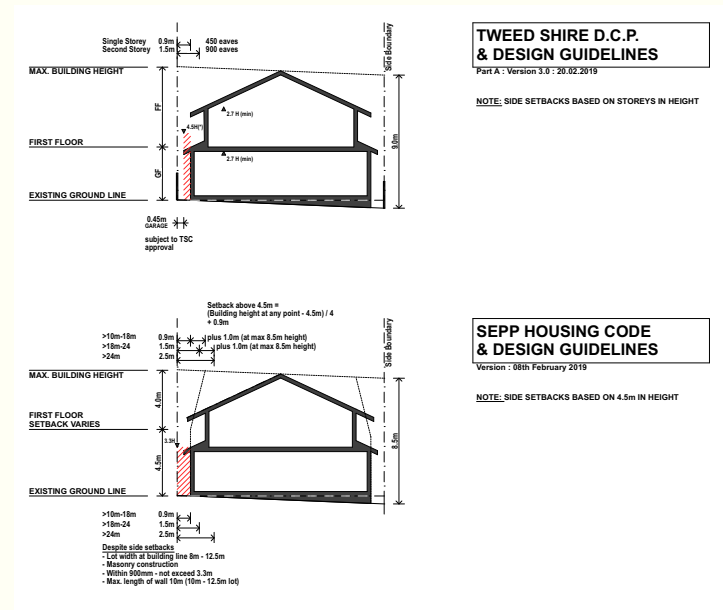 Single Storey 0.9m 450 eaves
Second Storey 1.5m 900 eaves
Side Boundary
MAX. BUILDING HEIGHT
FF
2.7 H (min)
4.5H(*)
9.0m
FIRST FLOOR
2.7 H (min)
GF
EXISTING GROUND LINE
0.45m
GARAGE
subject to TSC
approval
TWEED SHIRE D.C.P.
& DESIGN GUIDELINES
Part A : Version 3.0 : 20.02.2019
NOTE: SIDE SETBACKS BASED ON STOREYS IN HEIGHT
Setback above 4.5m =
(Building height at any point - 4.5m) / 4
+ 0.9m
>10m-18m 0.9m plus 1.0m (at max 8.5m height)
>18m-24 1.5m plus 1.0m (at max 8.5m height)
>24m 2.5m
Side Boundary
MAX. BUILDING HEIGHT
4.0m
FIRST FLOOR
SETBACK VARIES
3.3H
8.5m
4.5m
EXISTING GROUND LINE
>10m-18m 0.9m
>18m-24 1.5m
>24m 2.5m
Despite side setbacks
- Lot width at building line 8m - 12.5m
- Masonry construction
- Within 900mm - not exceed 3.3m
- Max. length of wall 10m (10m - 12.5m lot)
SEPP HOUSING CODE
& DESIGN GUIDELINES
Version : 08th February 2019
NOTE: SIDE SETBACKS BASED ON 4.5m IN HEIGHT